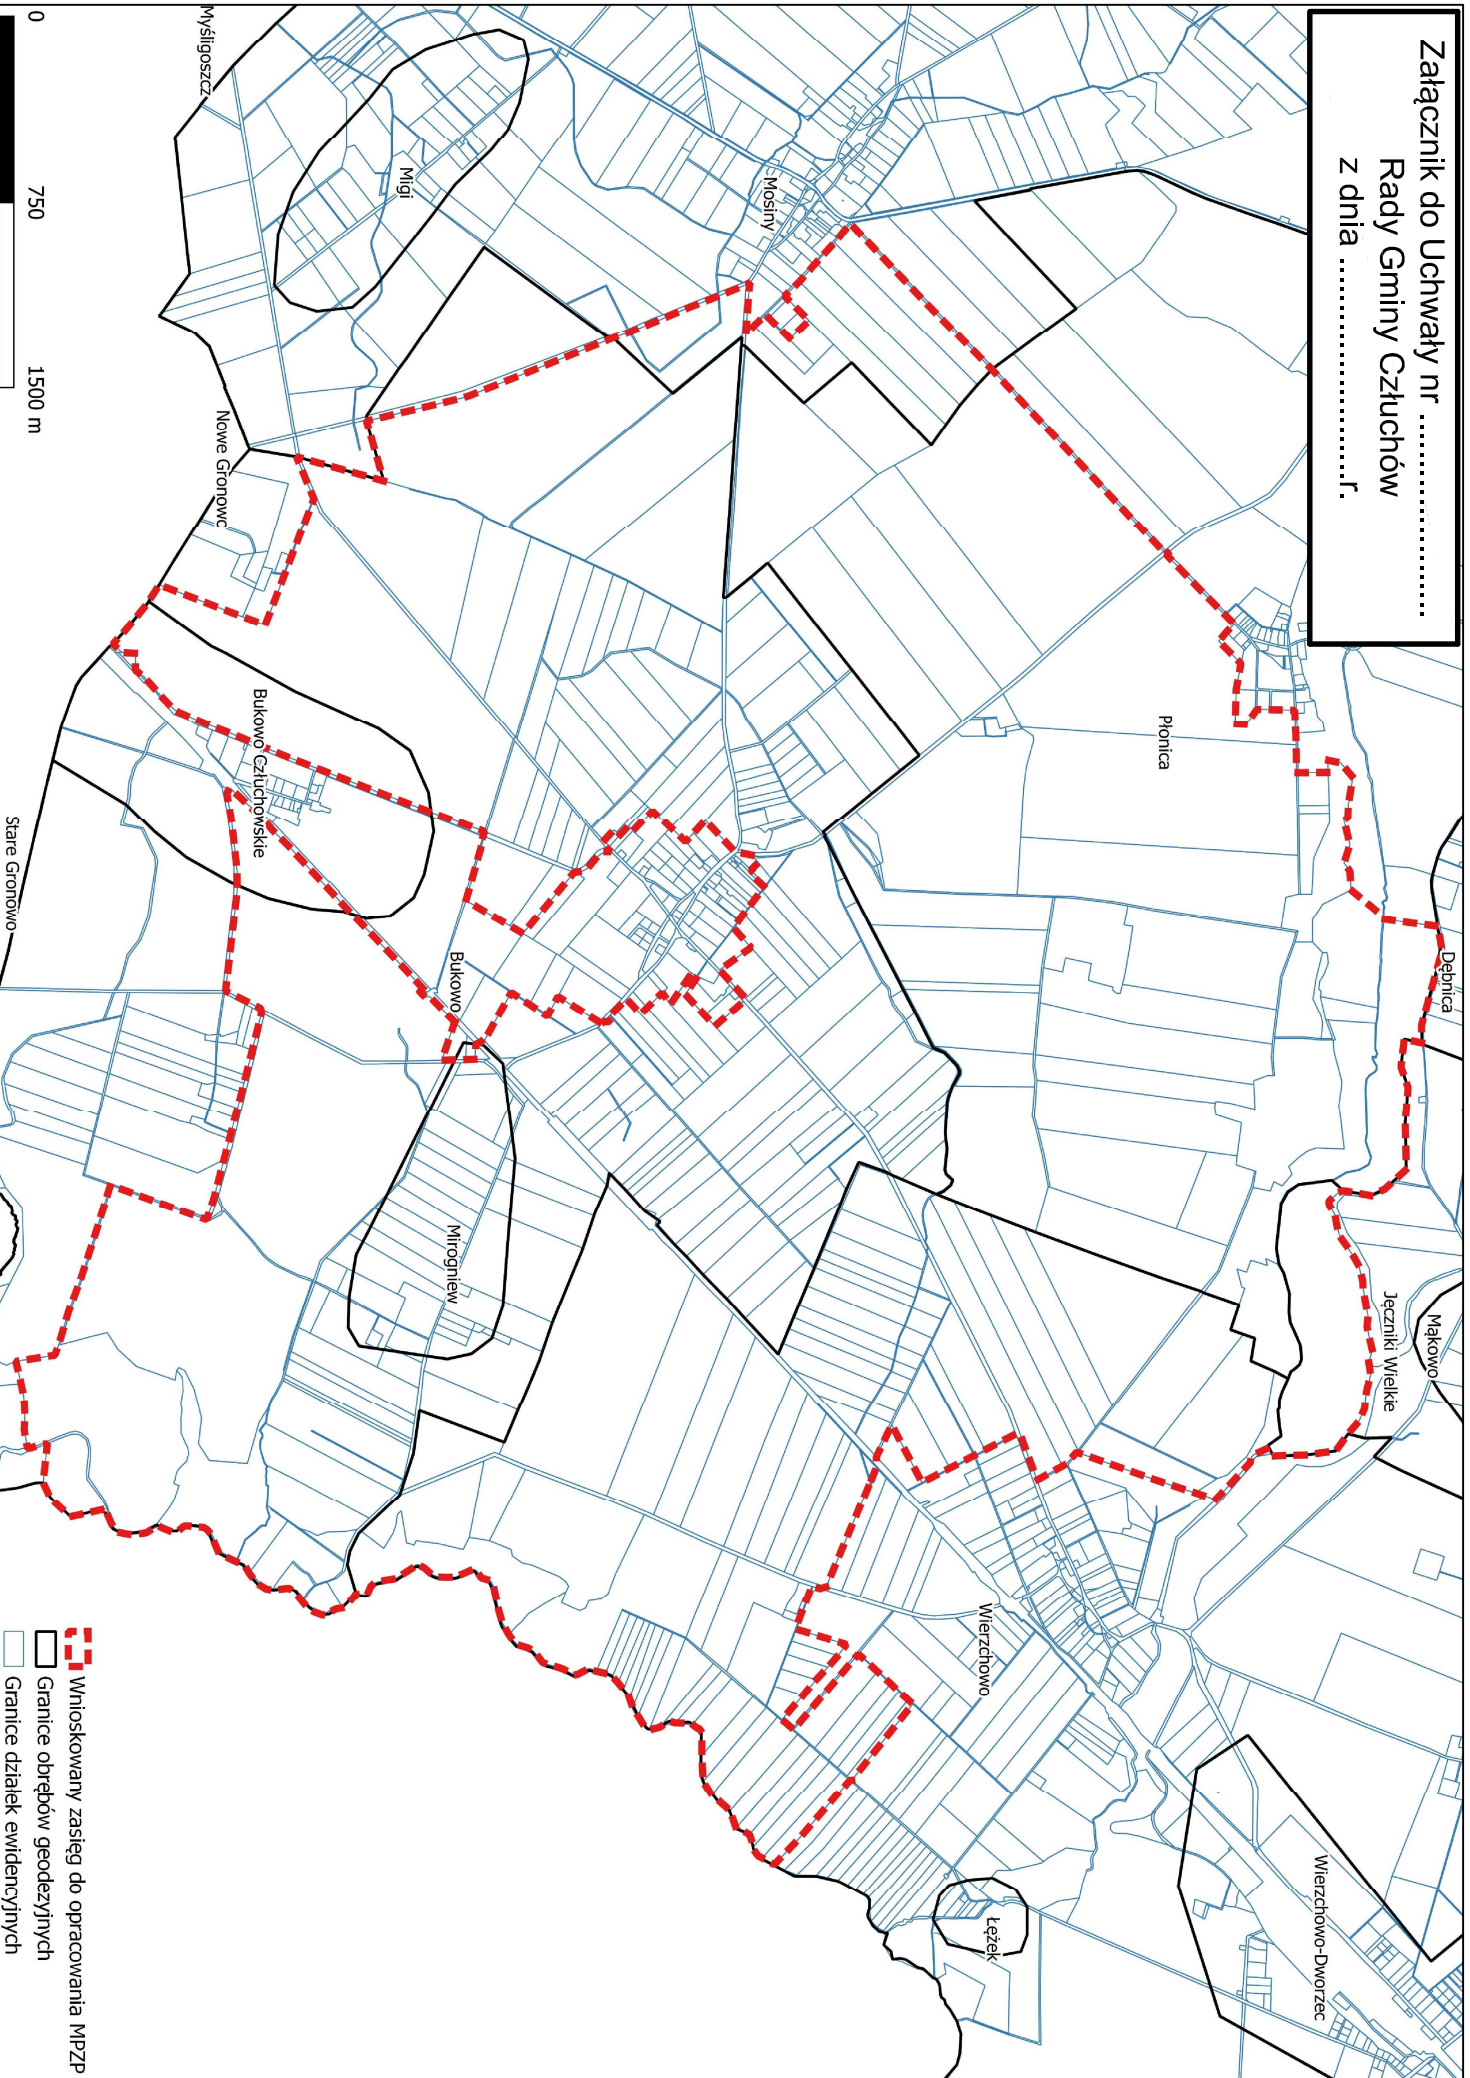 Załącznik do Uchwały nr ................
Rady Gminy Człuchów
z dnia .....................r.
Myśligoszcz
Migi
Mosiny
Nowe Gronowo
Płonica
Bukowo Człuchowskie
Stare Gronowo
Bukowo
Dębnica
Mirogniew
Jęczniki Wielkie
Mąkowo
Wierzchowo
Wierzchowo-Dworzec
Łężek
0 750 1500 m
Wnioskowany zasięg do opracowania MPZP
Granice obrębów geodezyjnych
Granice działek ewidencyjnych